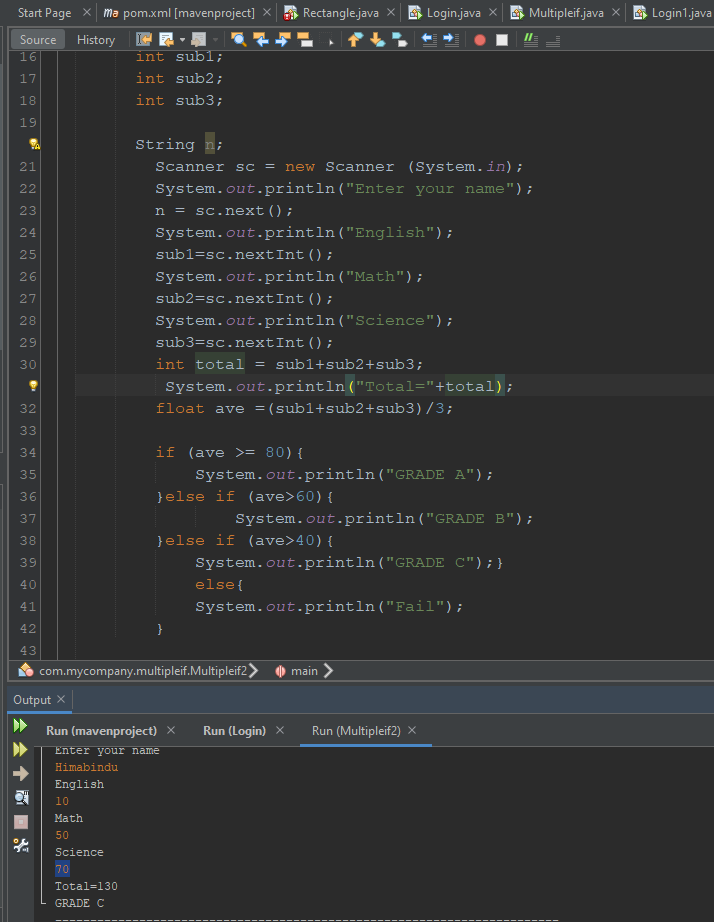 Start Page × ma pom.xml [mavenproject] × Rectangle.java × Login.java × Multipleif.java × Login1.java
Source History
16 int sub1;
17 int sub2;
18 int sub3;
19
String n;
21 Scanner sc = new Scanner (System.in);
22 System.out.println("Enter your name");
23 n = sc.next();
24 System.out.println("English");
25 sub1=sc.nextInt();
26 System.out.println("Math");
27 sub2=sc.nextInt();
28 System.out.println("Science");
29 sub3=sc.nextInt();
30 int total = sub1+sub2+sub3;
System.out.println("Total="+total);
32 float ave =(sub1+sub2+sub3)/3;
33
34 if (ave >= 80){
35 System.out.println("GRADE A");
36 }else if (ave>60){
37 System.out.println("GRADE B");
38 }else if (ave>40){
39 System.out.println("GRADE C");}
40 else{
41 System.out.println("Fail");
42 }
43
com.mycompany.multipleif.Multipleif2 main
Output ×
Run (mavenproject) × Run (Login) × Run (Multipleif2) ×
Enter your name
Himabindu
English
10
Math
50
Science
70
Total=130
GRADE C
------------------------------------------------------------------------